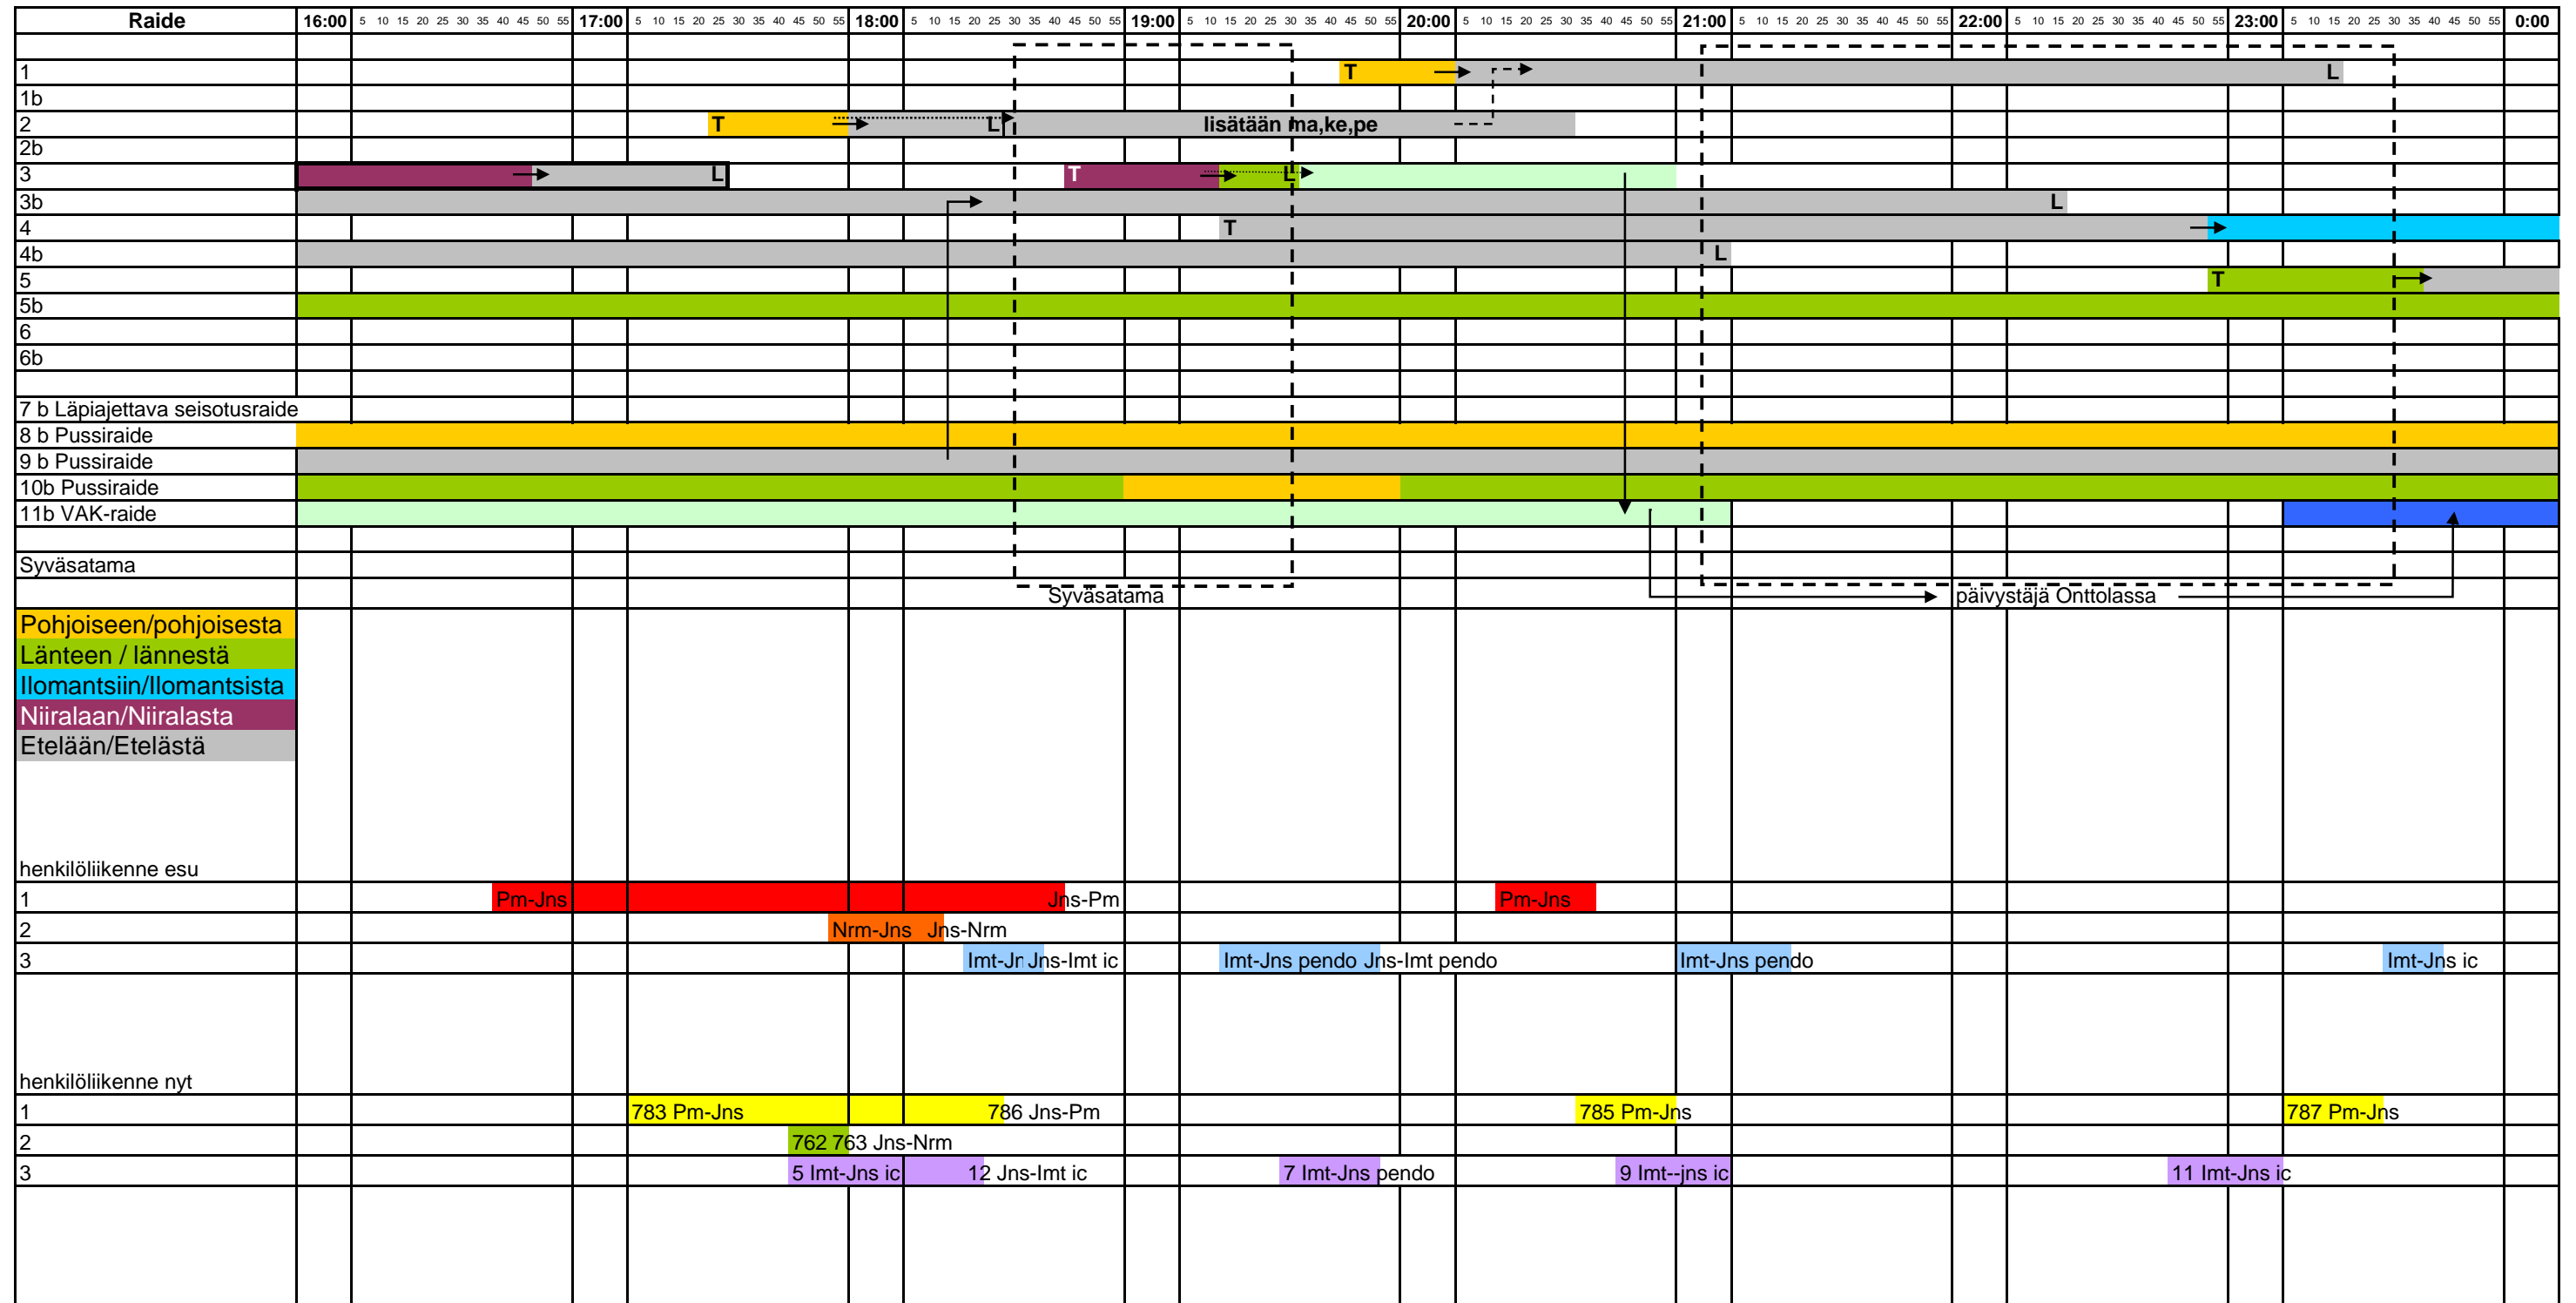 Raide 16:00 5 10 15 20 25 30 35 40 45 50 55 17:00 5 10 15 20 25 30 35 40 45 50 55 18:00 5 10 15 20 25 30 35 40 45 50 55 19:00 5 10 15 20 25 30 35 40 45 50 55 20:00 5 10 15 20 25 30 35 40 45 50 55 21:00 5 10 15 20 25 30 35 40 45 50 55 22:00 5 10 15 20 25 30 35 40 45 50 55 23:00 5 10 15 20 25 30 35 40 45 50 55 0:00
1 T L
1b
2 T L lisätään ma,ke,pe
2b
3 L T L
3b L
4 T
4b L
5 T
5b
6
6b
7 b Läpiajettava seisotusraide
8 b Pussiraide
9 b Pussiraide
10b Pussiraide
11b VAK-raide
Syväsatama
Syväsatama päivystäjä Onttolassa
Pohjoiseen/pohjoisesta
Länteen / lännestä
Ilomantsiin/Ilomantsista
Niiralaan/Niiralasta
Etelään/Etelästä
henkilöliikenne esu
1 Pm-Jns Jns-Pm Pm-Jns
2 Nrm-Jns Jns-Nrm
3 Imt-Jr Jns-Imt ic Imt-Jns pendo Jns-Imt pendo Imt-Jns pendo Imt-Jns ic
henkilöliikenne nyt
1 783 Pm-Jns 786 Jns-Pm 785 Pm-Jns 787 Pm-Jns
2 762 763 Jns-Nrm
3 5 Imt-Jns ic 12 Jns-Imt ic 7 Imt-Jns pendo 9 Imt--jns ic 11 Imt-Jns ic